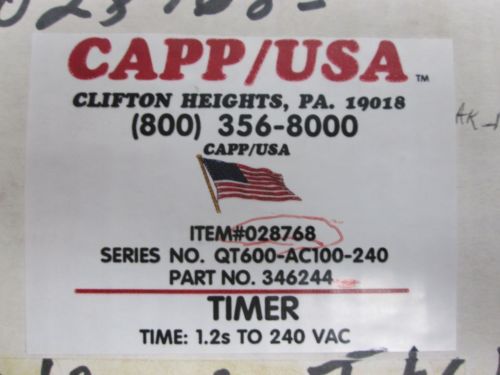 CAPP/USA TM
CLIFTON HEIGHTS, PA. 19018
(800) 356-8000
CAPP/USA
ITEM#028768
SERIES NO. QT600-AC100-240
PART NO. 346244
TIMER
TIME: 1.2s TO 240 VAC